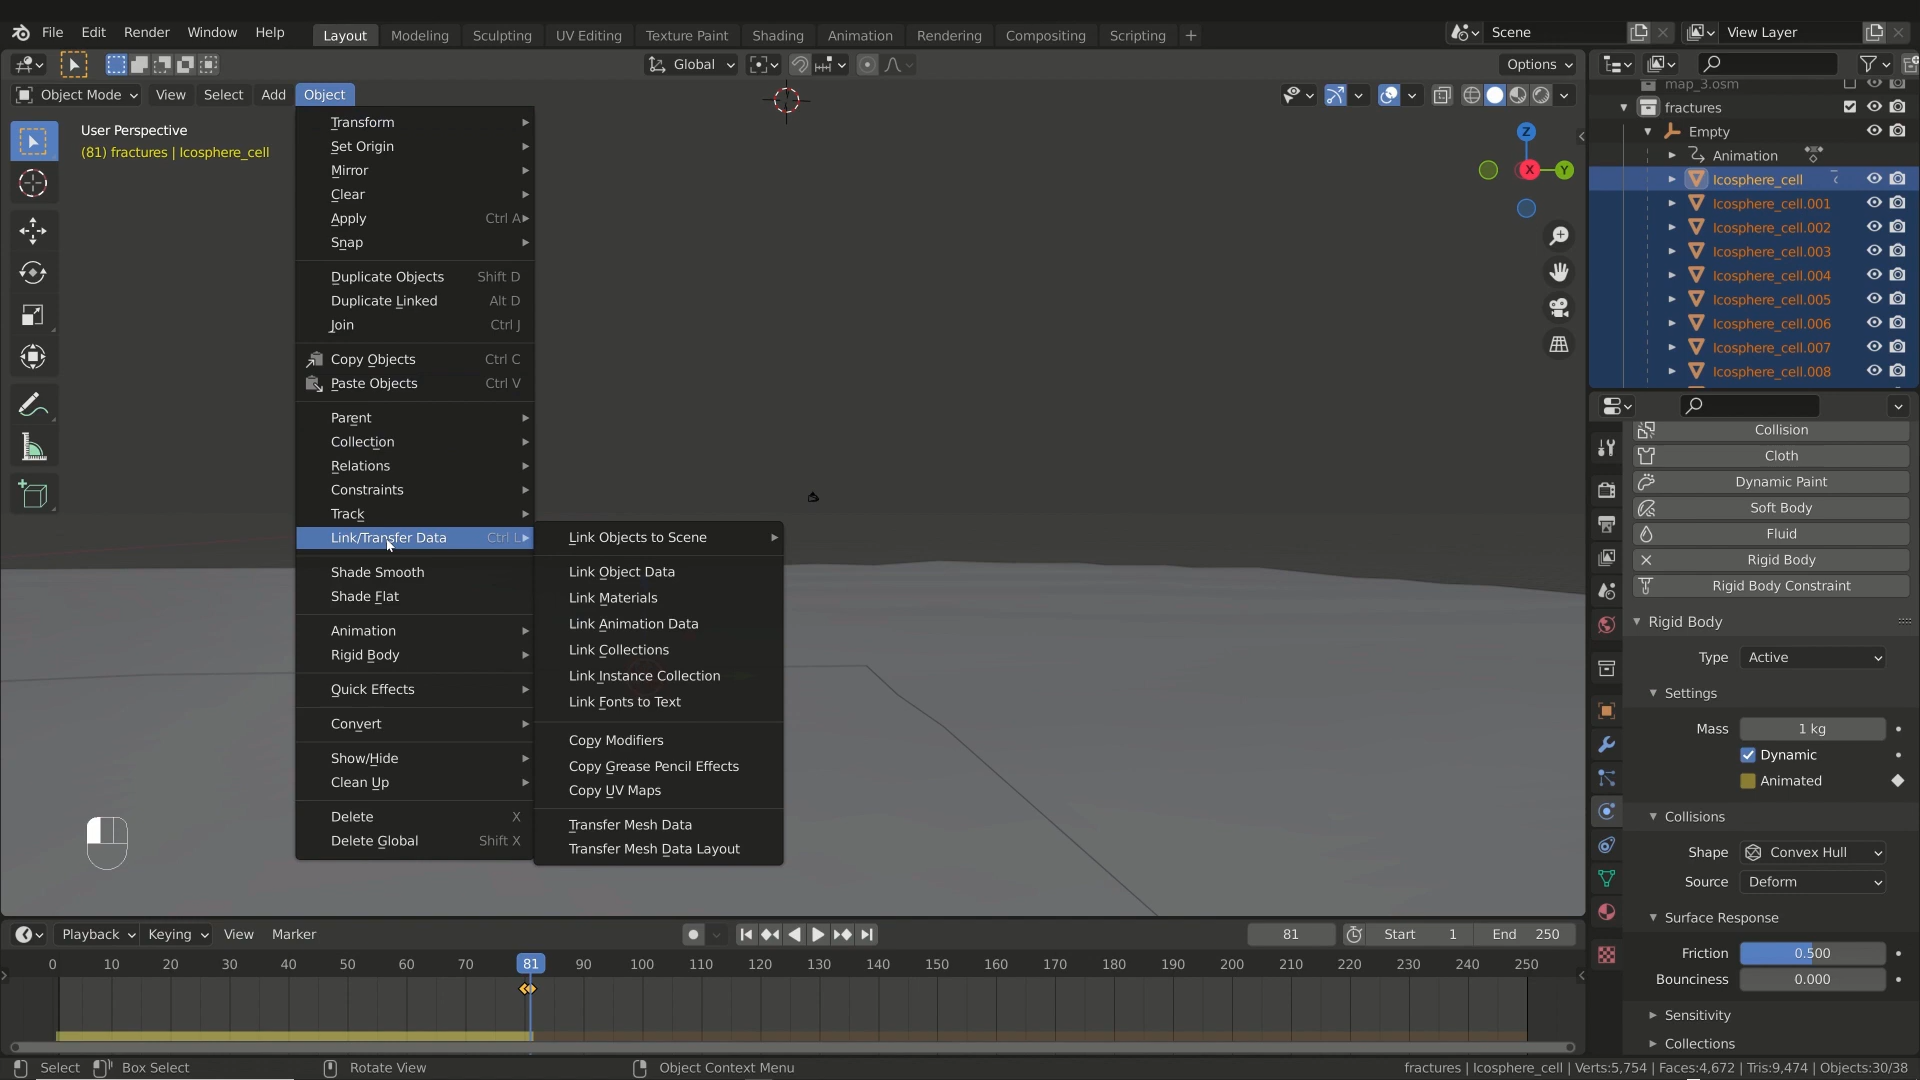 File Edit Render Window Help Layout Modeling Sculpting UV Editing Texture Paint Shading Animation Rendering Compositing Scripting + Scene View Layer
Global Options
Object Mode View Select Add Object
User Perspective
(81) fractures | Icosphere_cell
Transform
Set Origin
Mirror
Clear
Apply Ctrl A
Snap
Duplicate Objects Shift D
Duplicate Linked Alt D
Join Ctrl J
Copy Objects Ctrl C
Paste Objects Ctrl V
Parent
Collection
Relations
Constraints
Track
Link/Transfer Data Ctrl L
Shade Smooth
Shade Flat
Animation
Rigid Body
Quick Effects
Convert
Show/Hide
Clean Up
Delete X
Delete Global Shift X
Link Objects to Scene
Link Object Data
Link Materials
Link Animation Data
Link Collections
Link Instance Collection
Link Fonts to Text
Copy Modifiers
Copy Grease Pencil Effects
Copy UV Maps
Transfer Mesh Data
Transfer Mesh Data Layout
Z
X
Y
map_3.osm
fractures
Empty
Animation
Icosphere_cell
Icosphere_cell.001
Icosphere_cell.002
Icosphere_cell.003
Icosphere_cell.004
Icosphere_cell.005
Icosphere_cell.006
Icosphere_cell.007
Icosphere_cell.008
Collision
Cloth
Dynamic Paint
Soft Body
Fluid
Rigid Body
Rigid Body Constraint
Rigid Body
Type Active
Settings
Mass 1 kg
Dynamic
Animated
Collisions
Shape Convex Hull
Source Deform
Surface Response
Friction 0.500
Bounciness 0.000
Sensitivity
Collections
Playback Keying View Marker 81 Start 1 End 250
0 10 20 30 40 50 60 70 81 90 100 110 120 130 140 150 160 170 180 190 200 210 220 230 240 250
Select Box Select Rotate View Object Context Menu fractures | Icosphere_cell | Verts:5,754 | Faces:4,672 | Tris:9,474 | Objects:30/38